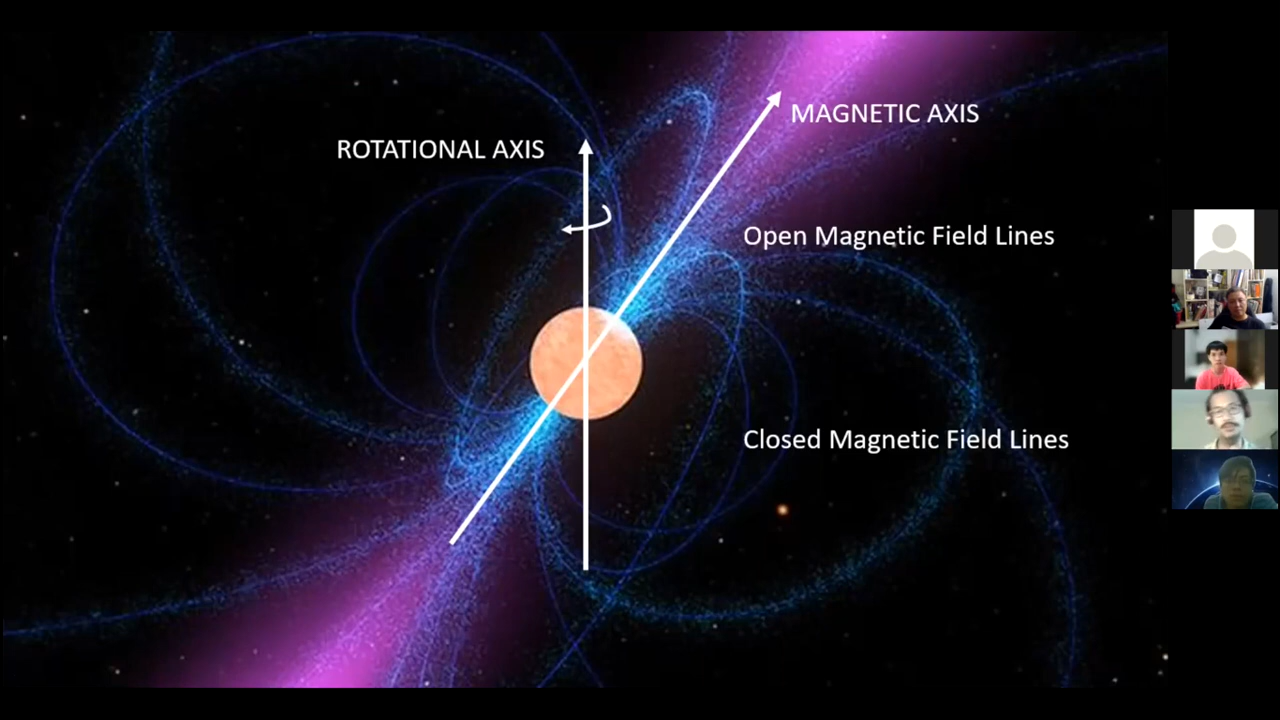 MAGNETIC AXIS
ROTATIONAL AXIS
Open Magnetic Field Lines
Closed Magnetic Field Lines